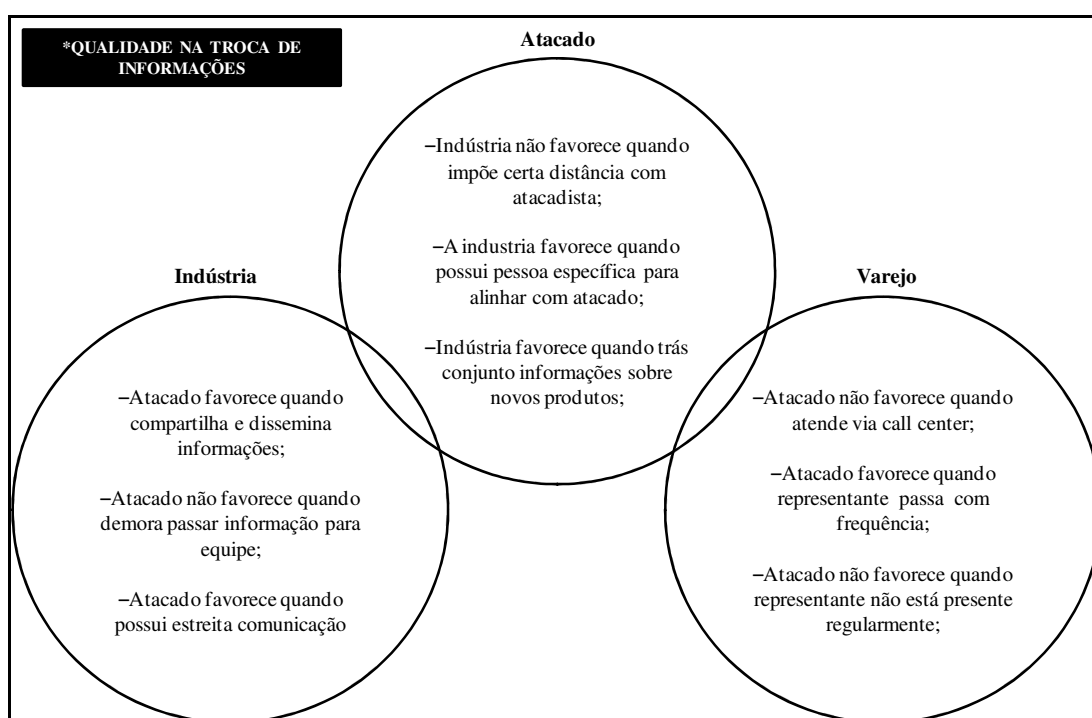 *QUALIDADE NA TROCA DE
INFORMAÇÕES
Atacado
–Indústria não favorece quando
impõe certa distância com
atacadista;
–A industria favorece quando
possui pessoa específica para
alinhar com atacado;
–Indústria favorece quando trás
conjunto informações sobre
novos produtos;
Indústria
–Atacado favorece quando
compartilha e dissemina
informações;
–Atacado não favorece quando
demora passar informação para
equipe;
–Atacado favorece quando
possui estreita comunicação
Varejo
–Atacado não favorece quando
atende via call center;
–Atacado favorece quando
representante passa com
frequência;
–Atacado não favorece quando
representante não está presente
regularmente;